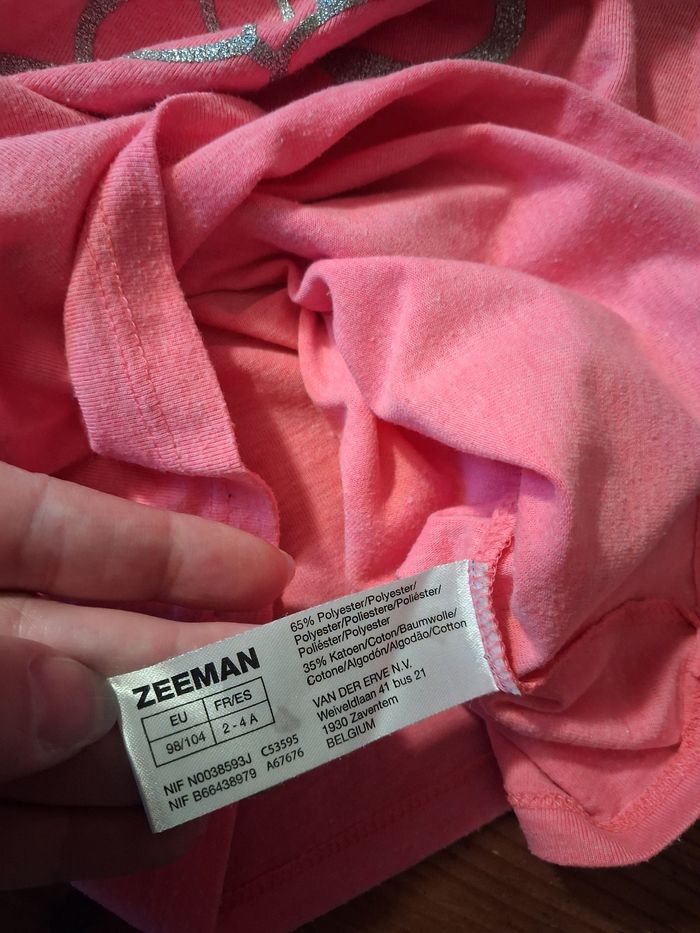 ZEEMAN
EU FR/ES
98/104 2 - 4 A
NIF N0038593J C53595
NIF B66438979 A67676
65% Polyester/Polyester/
Polyester/Poliestere/Poliéster/
Poliéster/Polyester
35% Katoen/Coton/Baumwolle/
Cotone/Algodón/Algodão/Cotton
VAN DER ERVE N.V.
Weiveldlaan 41 bus 21
1930 Zaventem
BELGIUM